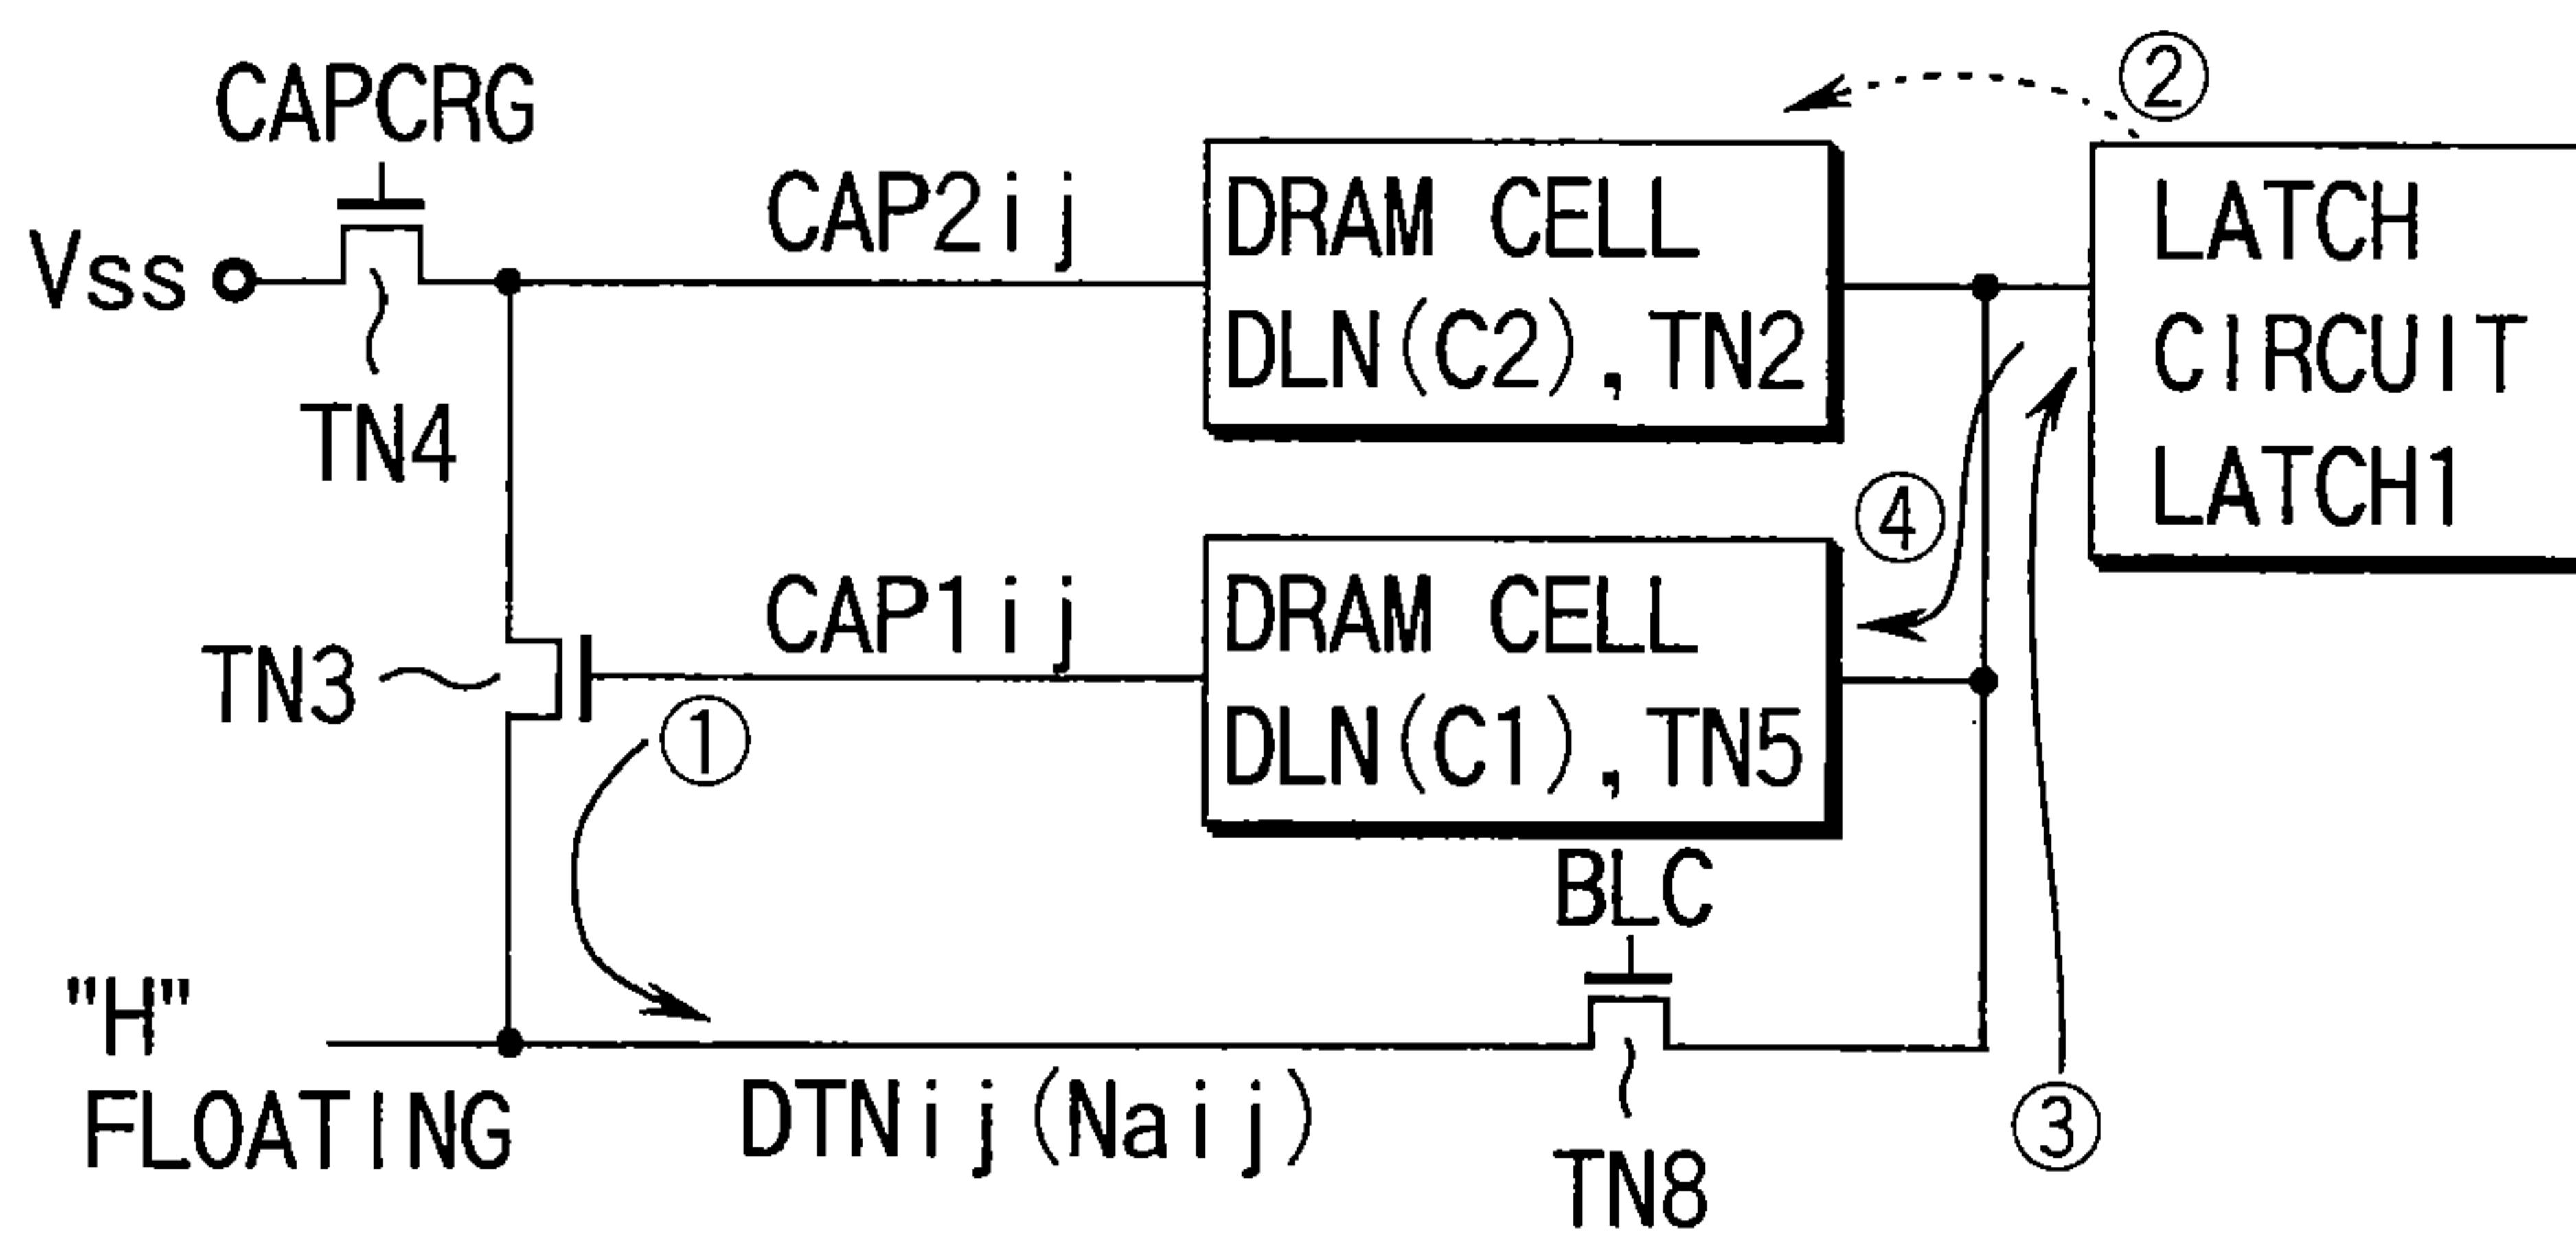 CAPCRG
②
Vss
CAP2ij
DRAM CELL
DLN(C2), TN2
LATCH
CIRCUIT
LATCH1
TN4
④
TN3
CAP1ij
DRAM CELL
DLN(C1), TN5
①
BLC
"H"
FLOATING
DTNij(Naij)
③
TN8